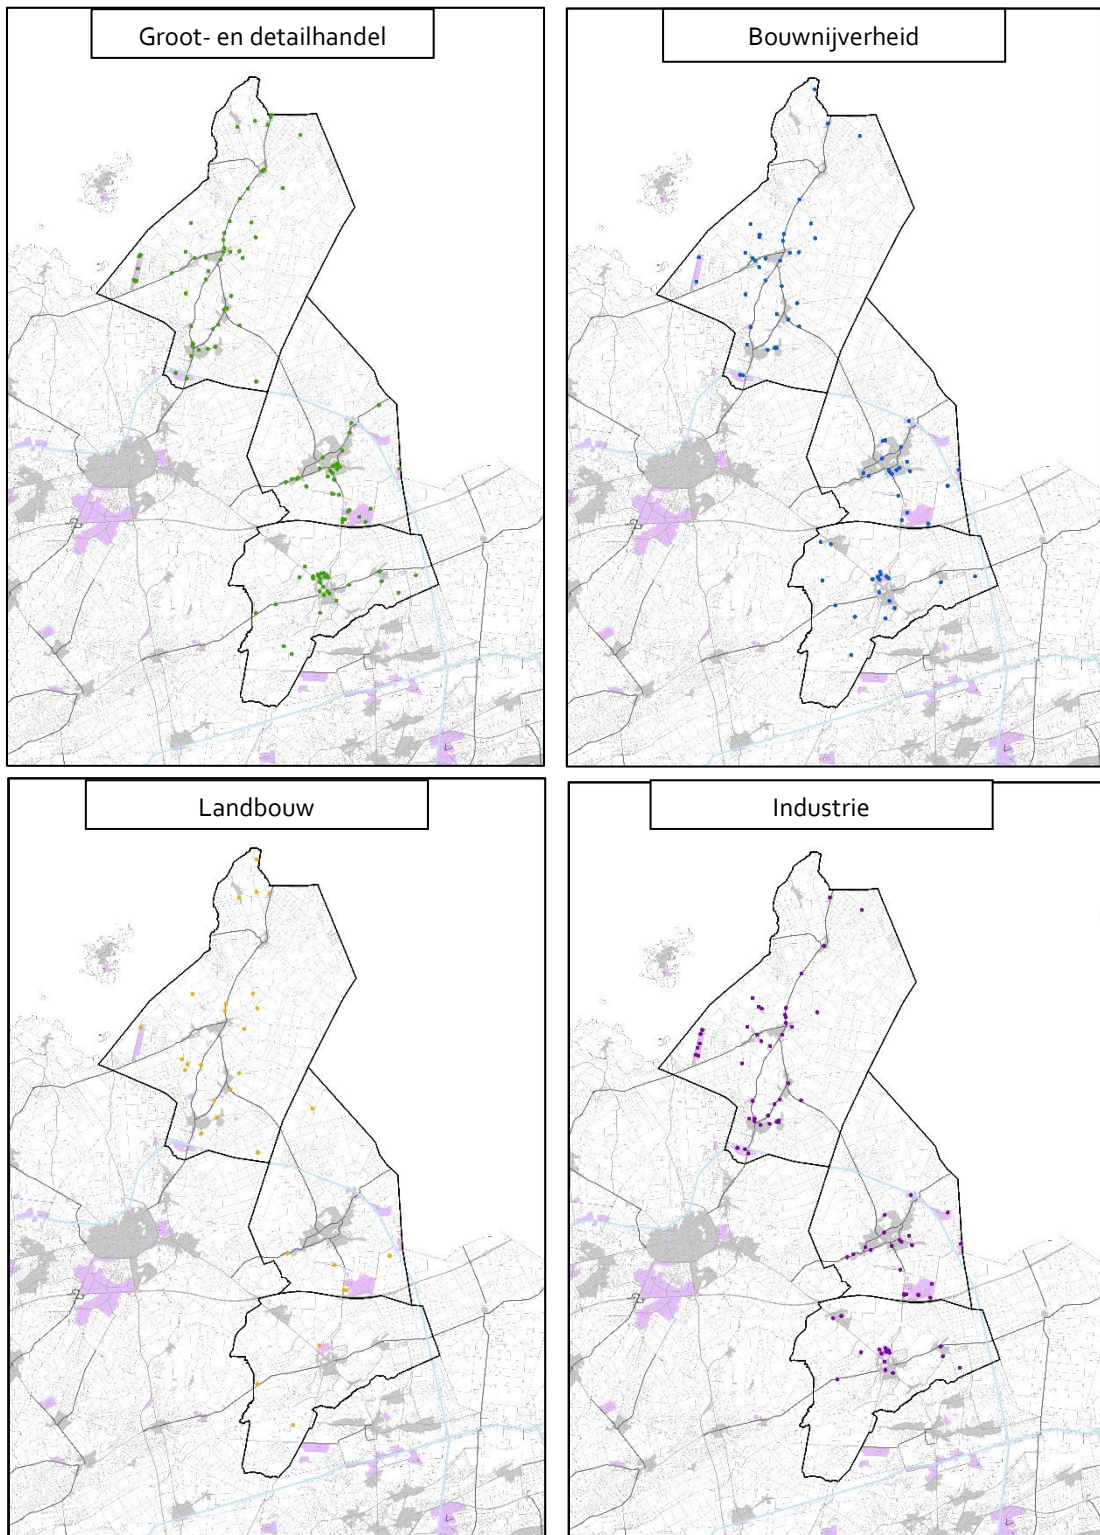 Groot- en detailhandel
Bouwnijverheid
Landbouw
Industrie